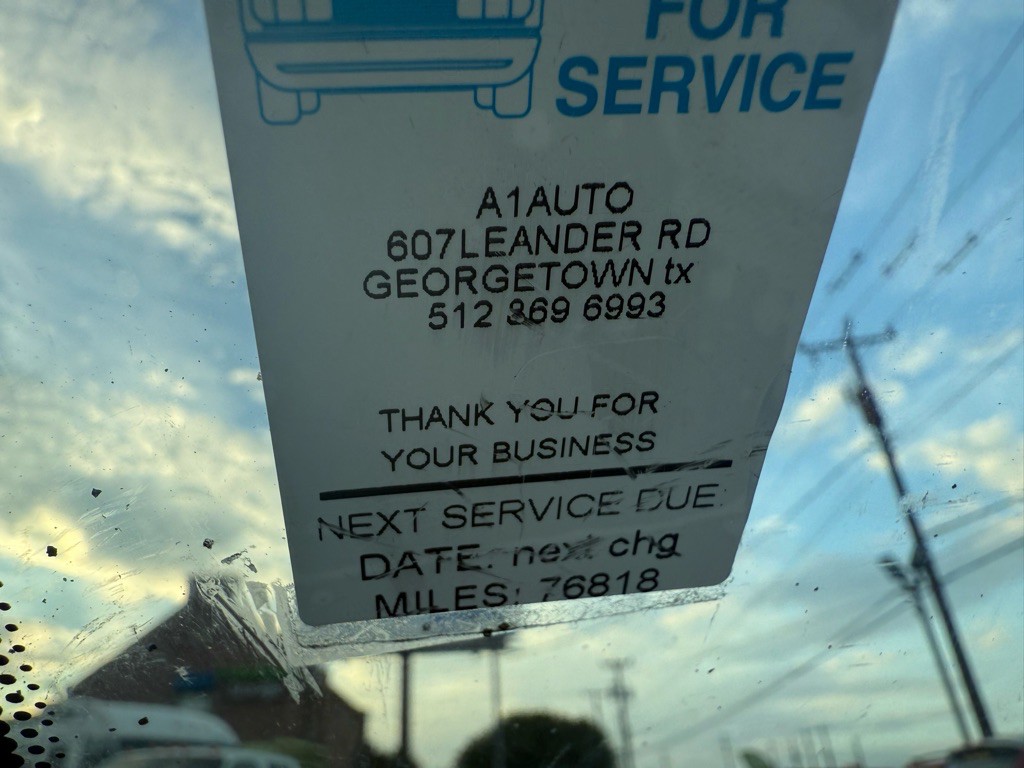 FOR
SERVICE
A1AUTO
607LEANDER RD
GEORGETOWN tx
512 869 6993
THANK YOU FOR
YOUR BUSINESS
NEXT SERVICE DUE:
DATE: next chg
MILES: 76818